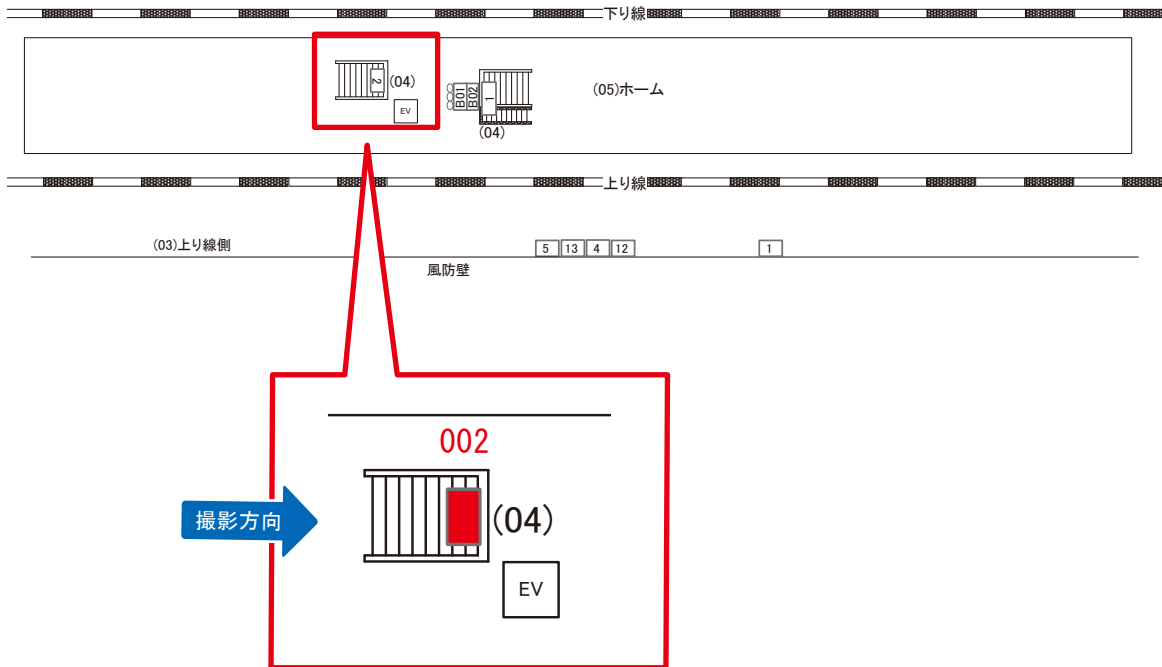 下り線
2
(04)
EV
B01
B02
1
(04)
(05)ホーム
上り線
(03)上り線側
5
13
4
12
1
風防壁
002
撮影方向
(04)
EV